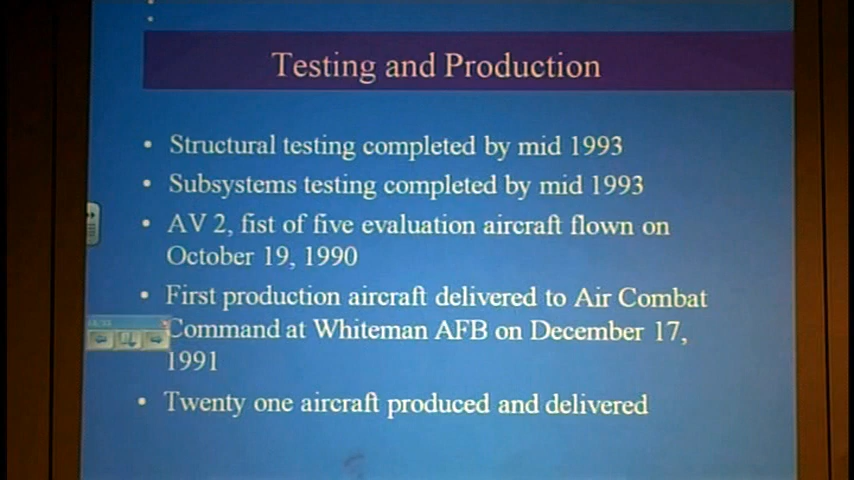 Testing and Production
• Structural testing completed by mid 1993
• Subsystems testing completed by mid 1993
• AV 2, fist of five evaluation aircraft flown on
October 19, 1990
• First production aircraft delivered to Air Combat
Command at Whiteman AFB on December 17,
1991
• Twenty one aircraft produced and delivered